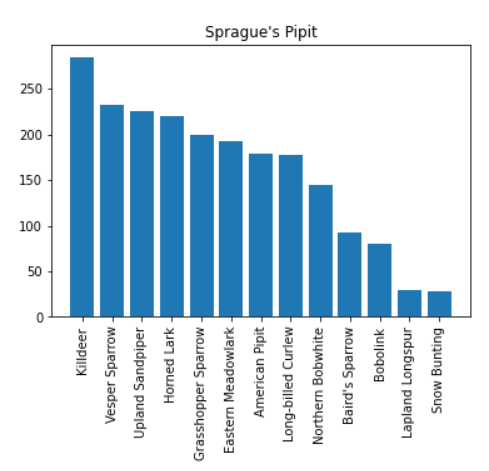 Sprague's Pipit
250
200
150
100
50
0
Killdeer
Vesper Sparrow
Upland Sandpiper
Horned Lark
Grasshopper Sparrow
Eastern Meadowlark
American Pipit
Long-billed Curlew
Northern Bobwhite
Baird's Sparrow
Bobolink
Lapland Longspur
Snow Bunting